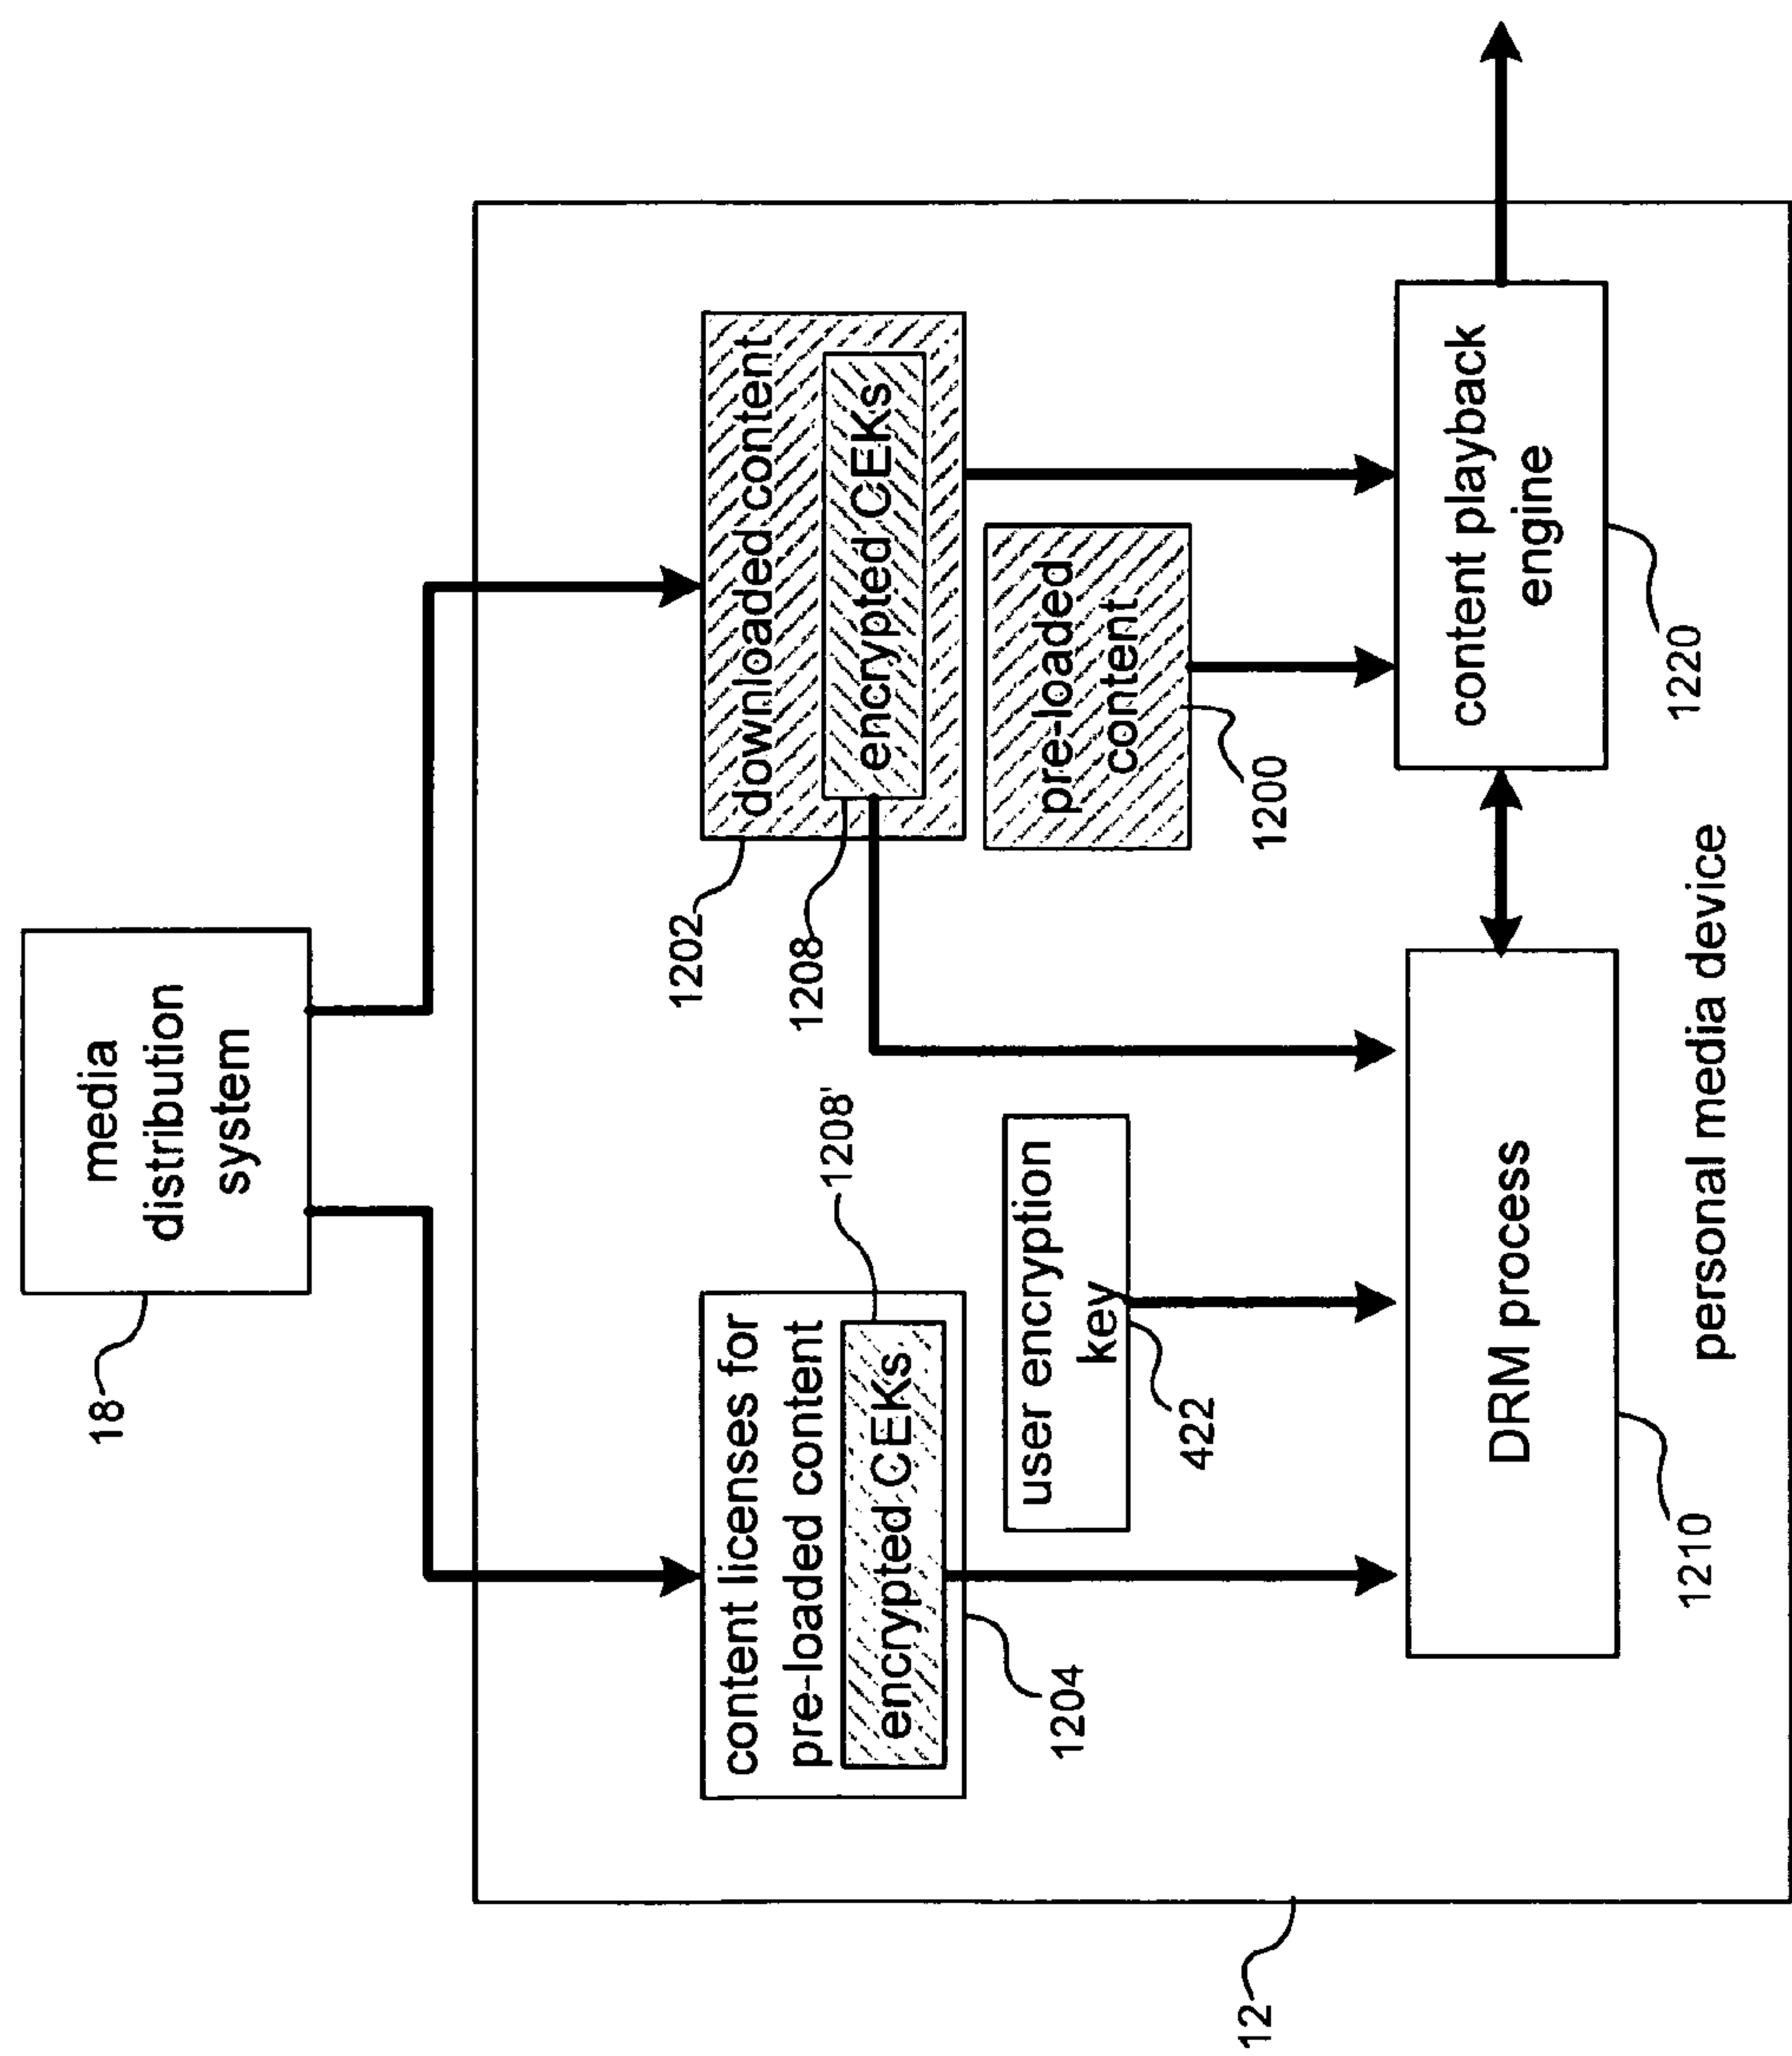 media
distribution
system
18
content licenses for
pre-loaded content
encrypted CEKs
1208'
1204
downloaded content
encrypted CEKs
1202
1208
user encryption
key
422
pre-loaded
content
1200
DRM process
1210
content playback
engine
1220
personal media device
12